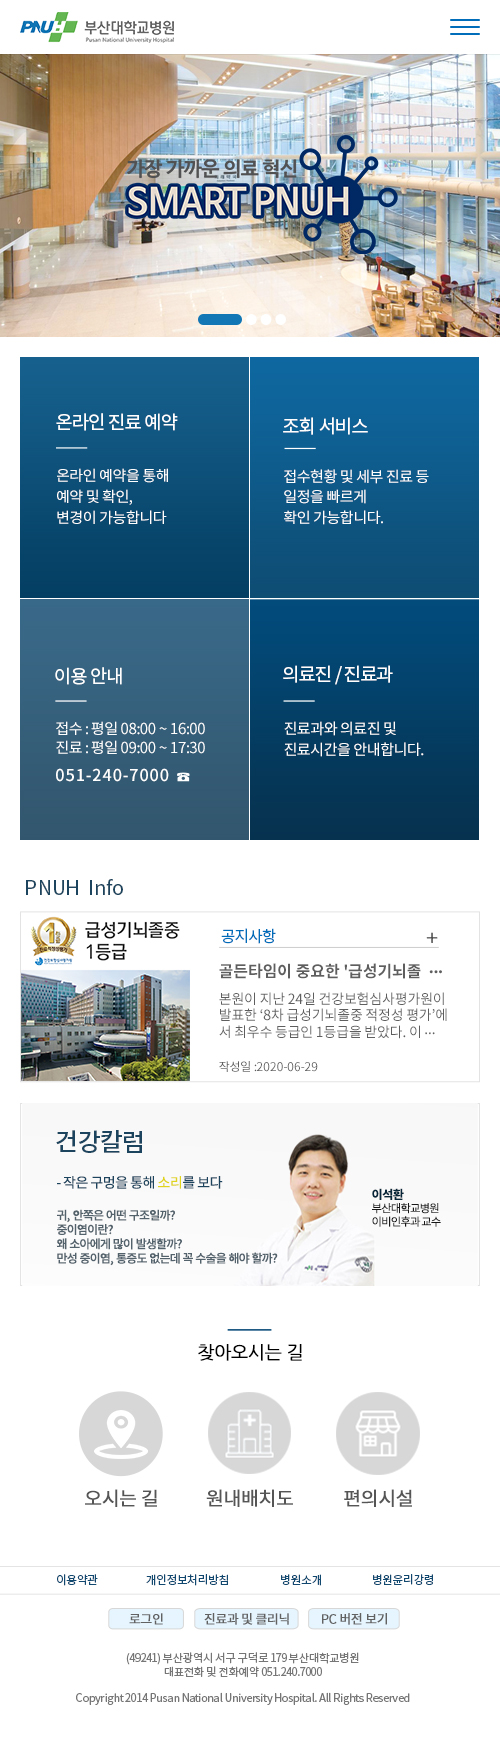 PNUH 부산대학교병원
Pusan National University Hospital
가장 가까운 의료 혁신
SMART PNUH
온라인 진료 예약
온라인 예약을 통해
예약 및 확인,
변경이 가능합니다
조회 서비스
접수현황 및 세부 진료 등
일정을 빠르게
확인 가능합니다.
이용 안내
접수 : 평일 08:00 ~ 16:00
진료 : 평일 09:00 ~ 17:30
051-240-7000 ☎
의료진 / 진료과
진료과와 의료진 및
진료시간을 안내합니다.
PNUH Info
급성기뇌졸중
1등급
공지사항 +
골든타임이 중요한 '급성기뇌졸 ···
본원이 지난 24일 건강보험심사평가원이
발표한 ‘8차 급성기뇌졸중 적정성 평가’에
서 최우수 등급인 1등급을 받았다. 이 ···
작성일 :2020-06-29
건강칼럼
- 작은 구멍을 통해 소리를 보다
귀, 안쪽은 어떤 구조일까?
중이염이란?
왜 소아에게 많이 발생할까?
만성 중이염, 통증도 없는데 꼭 수술을 해야 할까?
이석환
부산대학교병원
이비인후과 교수
찾아오시는 길
오시는 길
원내배치도
편의시설
이용약관 개인정보처리방침 병원소개 병원윤리강령
로그인 진료과 및 클리닉 PC 버전 보기
(49241) 부산광역시 서구 구덕로 179 부산대학교병원
대표전화 및 전화예약 051.240.7000
Copyright 2014 Pusan National University Hospital. All Rights Reserved